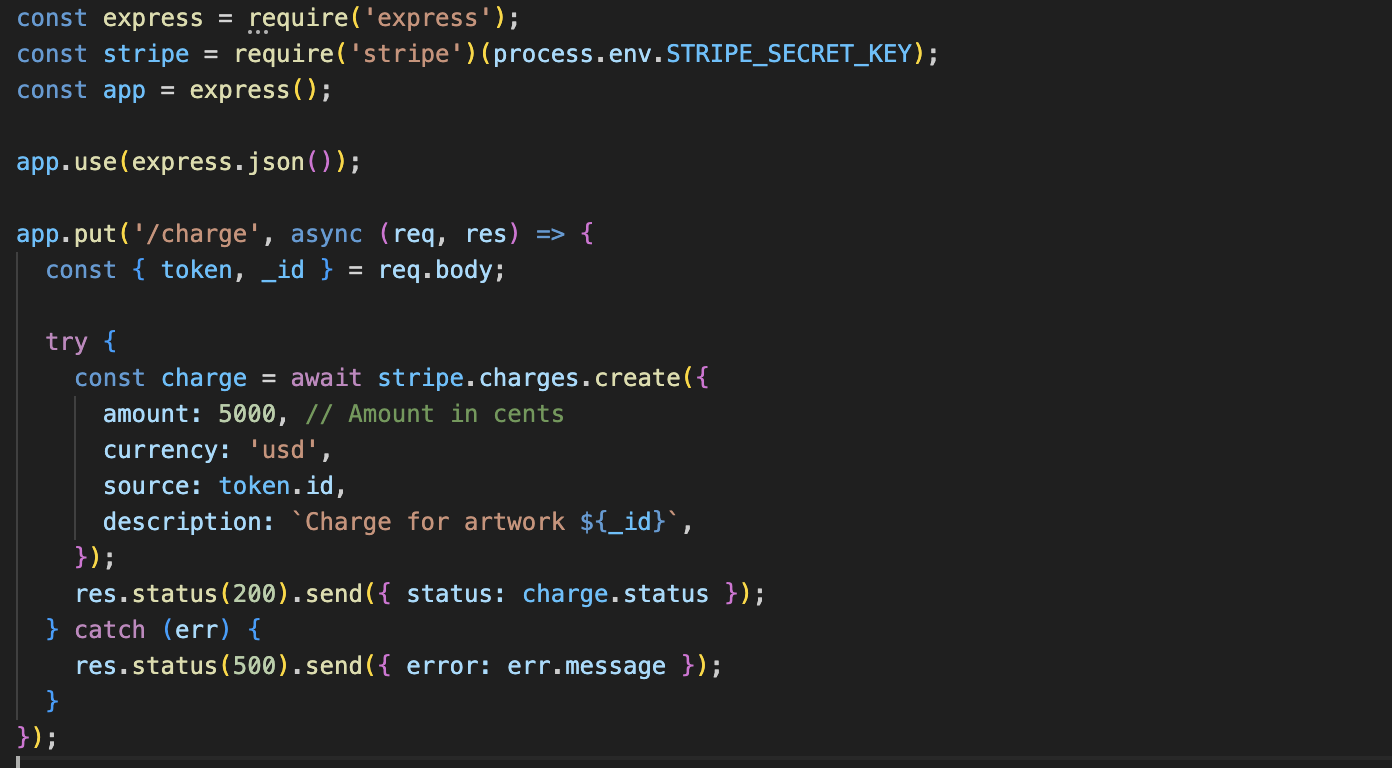 const express = require('express');
const stripe = require('stripe')(process.env.STRIPE_SECRET_KEY);
const app = express();

app.use(express.json());

app.put('/charge', async (req, res) => {
  const { token, _id } = req.body;

  try {
    const charge = await stripe.charges.create({
      amount: 5000, // Amount in cents
      currency: 'usd',
      source: token.id,
      description: `Charge for artwork ${_id}`,
    });
    res.status(200).send({ status: charge.status });
  } catch (err) {
    res.status(500).send({ error: err.message });
  }
});